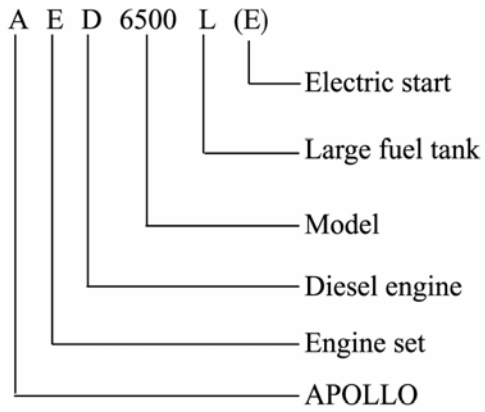 A E D 6500 L (E)
Electric start
Large fuel tank
Model
Diesel engine
Engine set
APOLLO